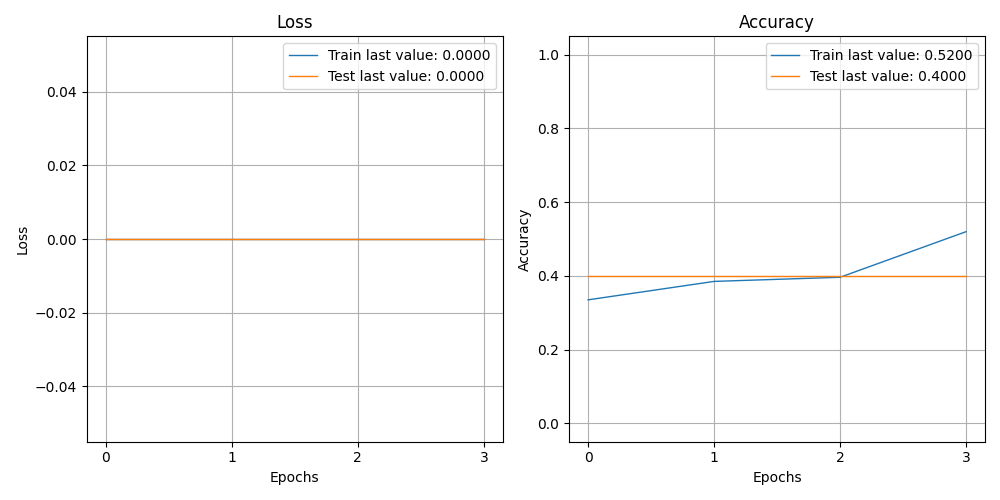 Loss
Train last value: 0.0000
Test last value: 0.0000
0.04
0.02
0.00
−0.02
−0.04
Loss
0
1
2
3
Epochs
Accuracy
Train last value: 0.5200
Test last value: 0.4000
1.0
0.8
0.6
0.4
0.2
0.0
Accuracy
0
1
2
3
Epochs